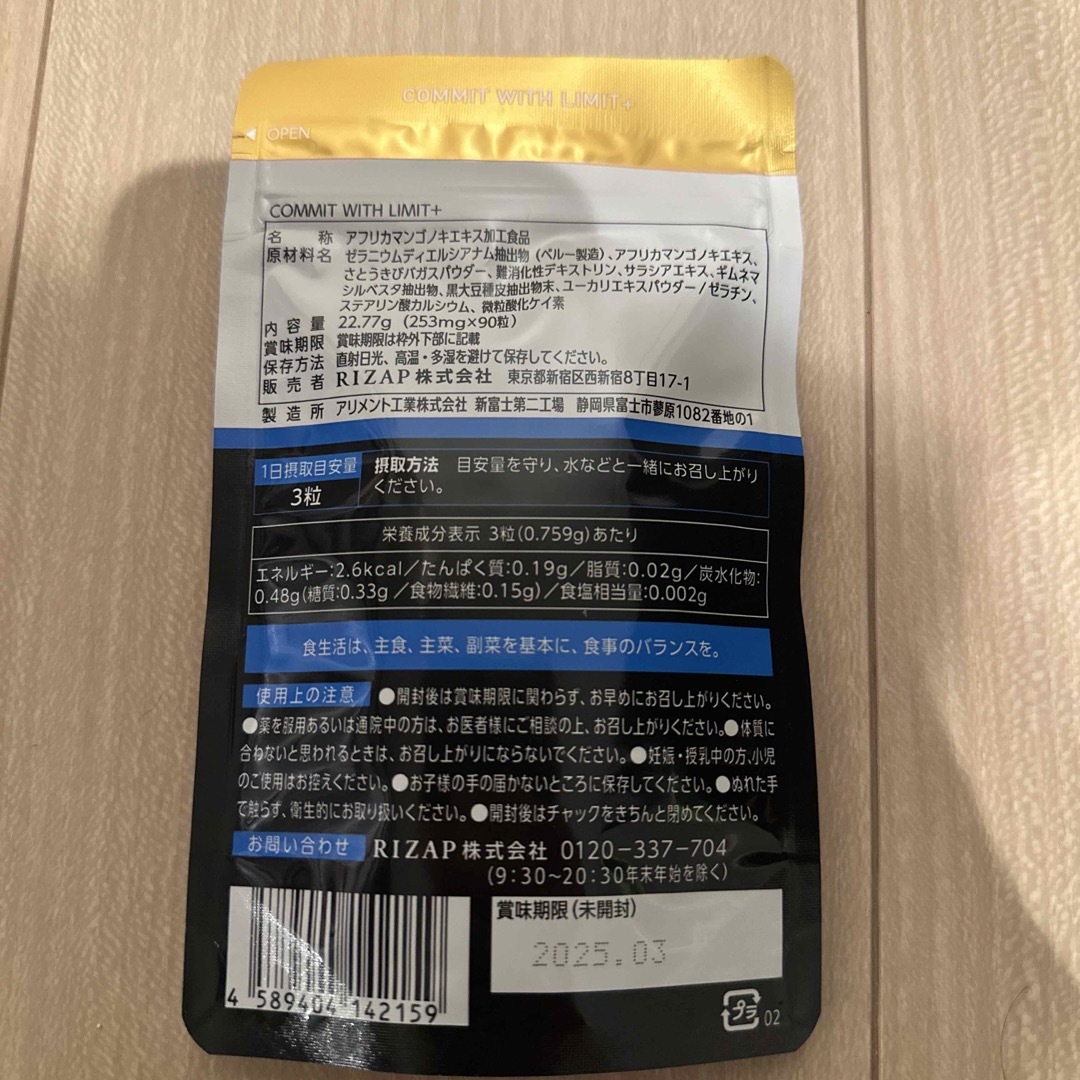 COMMIT WITH LIMIT+
OPEN
COMMIT WITH LIMIT+
名称 アフリカマンゴノキエキス加工食品
原材料名 ゼラニウムディエルシアナム抽出物(ペルー製造)、アフリカマンゴノキエキス、
さとうきびバガスパウダー、難消化性デキストリン、サラシアエキス、ギムネマ
シルベスタ抽出物、黒大豆種皮抽出物末、ユーカリエキスパウダー/ゼラチン、
ステアリン酸カルシウム、微粒酸化ケイ素
内容量 22.77g (253mg×90粒)
賞味期限 賞味期限は枠外下部に記載
保存方法 直射日光、高温・多湿を避けて保存してください。
販売者 RIZAP株式会社 東京都新宿区西新宿8丁目17-1
製造所 アリメント工業株式会社 新富士第二工場 静岡県富士市蓼原1082番地の1
1日摂取目安量 摂取方法 目安量を守り、水などと一緒にお召し上がり
3粒 ください。
栄養成分表示 3粒(0.759g)あたり
エネルギー:2.6kcal/たんぱく質:0.19g/脂質:0.02g/炭水化物:
0.48g(糖質:0.33g/食物繊維:0.15g)/食塩相当量:0.002g
食生活は、主食、主菜、副菜を基本に、食事のバランスを。
使用上の注意 ●開封後は賞味期限に関わらず、お早めにお召し上がりください。
●薬を服用あるいは通院中の方は、お医者様にご相談の上、お召し上がりください。●体質に
合わないと思われるときは、お召し上がりにならないでください。●妊娠・授乳中の方、小児
のご使用はお控えください。●お子様の手の届かないところに保存してください。●ぬれた手
で触らず、衛生的にお取り扱いください。●開封後はチャックをきちんと閉めてください。
お問い合わせ RIZAP株式会社 0120-337-704
(9:30~20:30年末年始を除く)
賞味期限(未開封)
2025.03
4 589404 142159
プラ 02